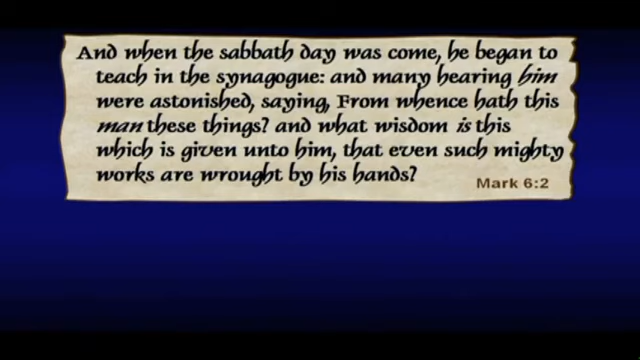 And when the sabbath day was come, he began to
teach in the synagogue: and many hearing him
were astonished, saying, From whence hath this
man these things? and what wisdom is this
which is given unto him, that even such mighty
works are wrought by his hands?
Mark 6:2